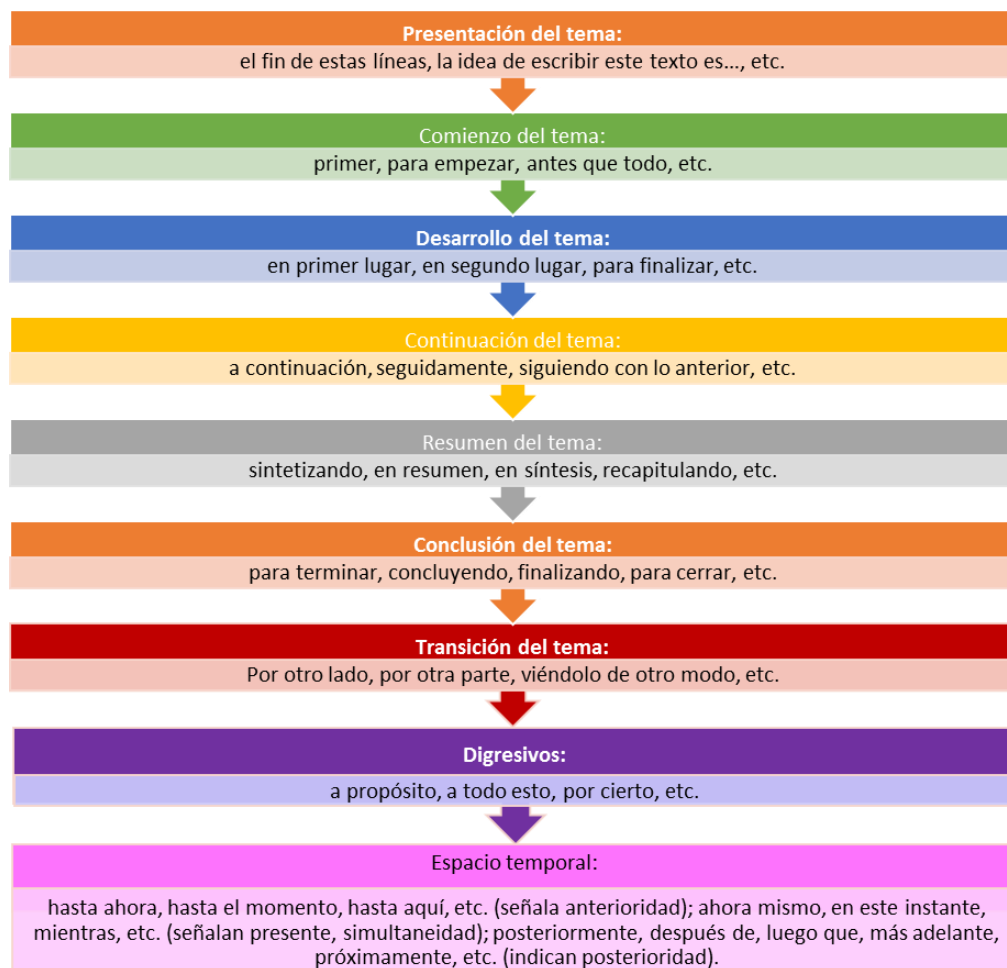 Presentación del tema:
el fin de estas líneas, la idea de escribir este texto es..., etc.
Comienzo del tema:
primer, para empezar, antes que todo, etc.
Desarrollo del tema:
en primer lugar, en segundo lugar, para finalizar, etc.
Continuación del tema:
a continuación, seguidamente, siguiendo con lo anterior, etc.
Resumen del tema:
sintetizando, en resumen, en síntesis, recapitulando, etc.
Conclusión del tema:
para terminar, concluyendo, finalizando, para cerrar, etc.
Transición del tema:
Por otro lado, por otra parte, viéndolo de otro modo, etc.
Digresivos:
a propósito, a todo esto, por cierto, etc.
Espacio temporal:
hasta ahora, hasta el momento, hasta aquí, etc. (señala anterioridad); ahora mismo, en este instante,
mientras, etc. (señalan presente, simultaneidad); posteriormente, después de, luego que, más adelante,
próximamente, etc. (indican posterioridad).